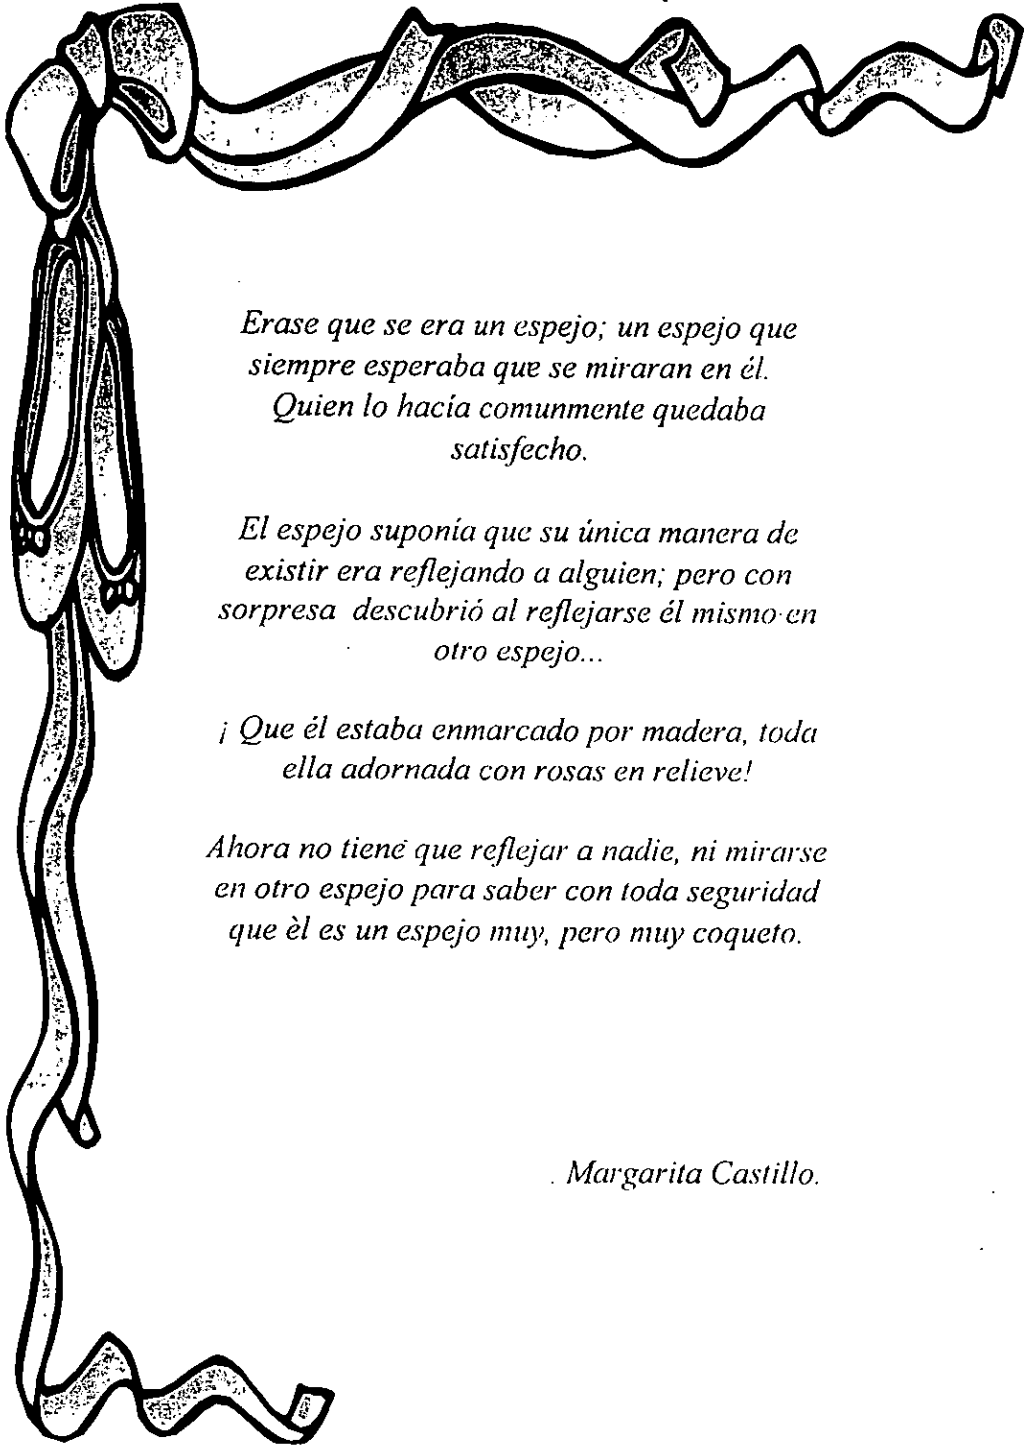 Erase que se era un espejo; un espejo que
siempre esperaba que se miraran en él.
Quien lo hacía comunmente quedaba
satisfecho.
El espejo suponía que su única manera de
existir era reflejando a alguien; pero con
sorpresa descubrió al reflejarse él mismo en
otro espejo...
¡ Que él estaba enmarcado por madera, toda
ella adornada con rosas en relieve!
Ahora no tiene que reflejar a nadie, ni mirarse
en otro espejo para saber con toda seguridad
que èl es un espejo muy, pero muy coqueto.
Margarita Castillo.